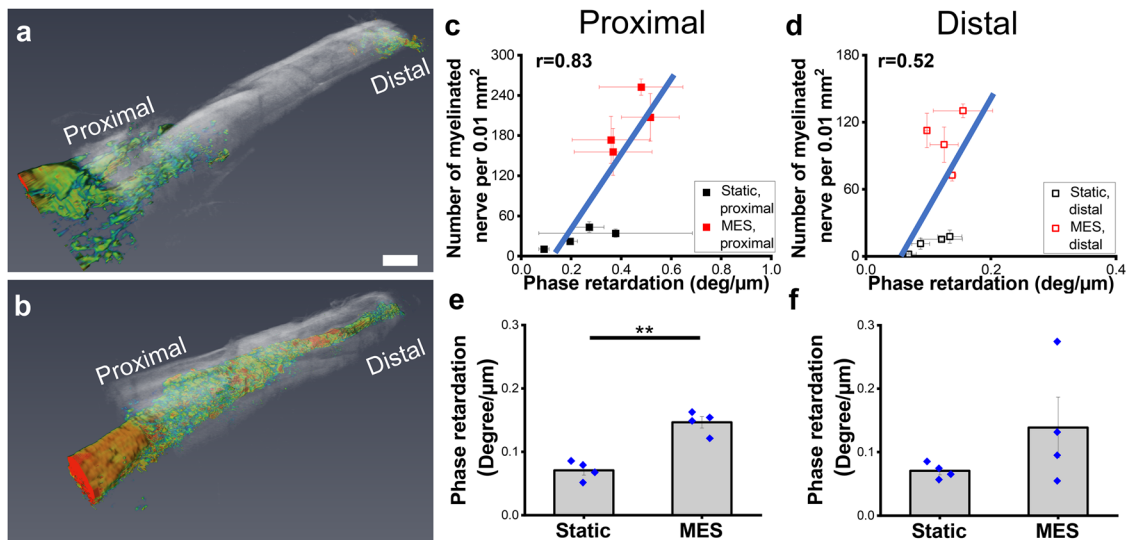 a
Proximal
Distal
b
Proximal
Distal
c
Proximal
r=0.83
Number of myelinated
nerve per 0.01 mm²
300
240
180
120
60
0
0.0
0.2
0.4
0.6
0.8
1.0
Phase retardation (deg/μm)
Static,
proximal
MES,
proximal
d
Distal
r=0.52
Number of myelinated
nerve per 0.01 mm²
180
120
60
0
0.0
0.2
0.4
Phase retardation (deg/μm)
Static,
distal
MES,
distal
e
Phase retardation
(Degree/μm)
0.3
0.2
0.1
0.0
**
Static
MES
f
Phase retardation
(Degree/μm)
0.3
0.2
0.1
0.0
Static
MES